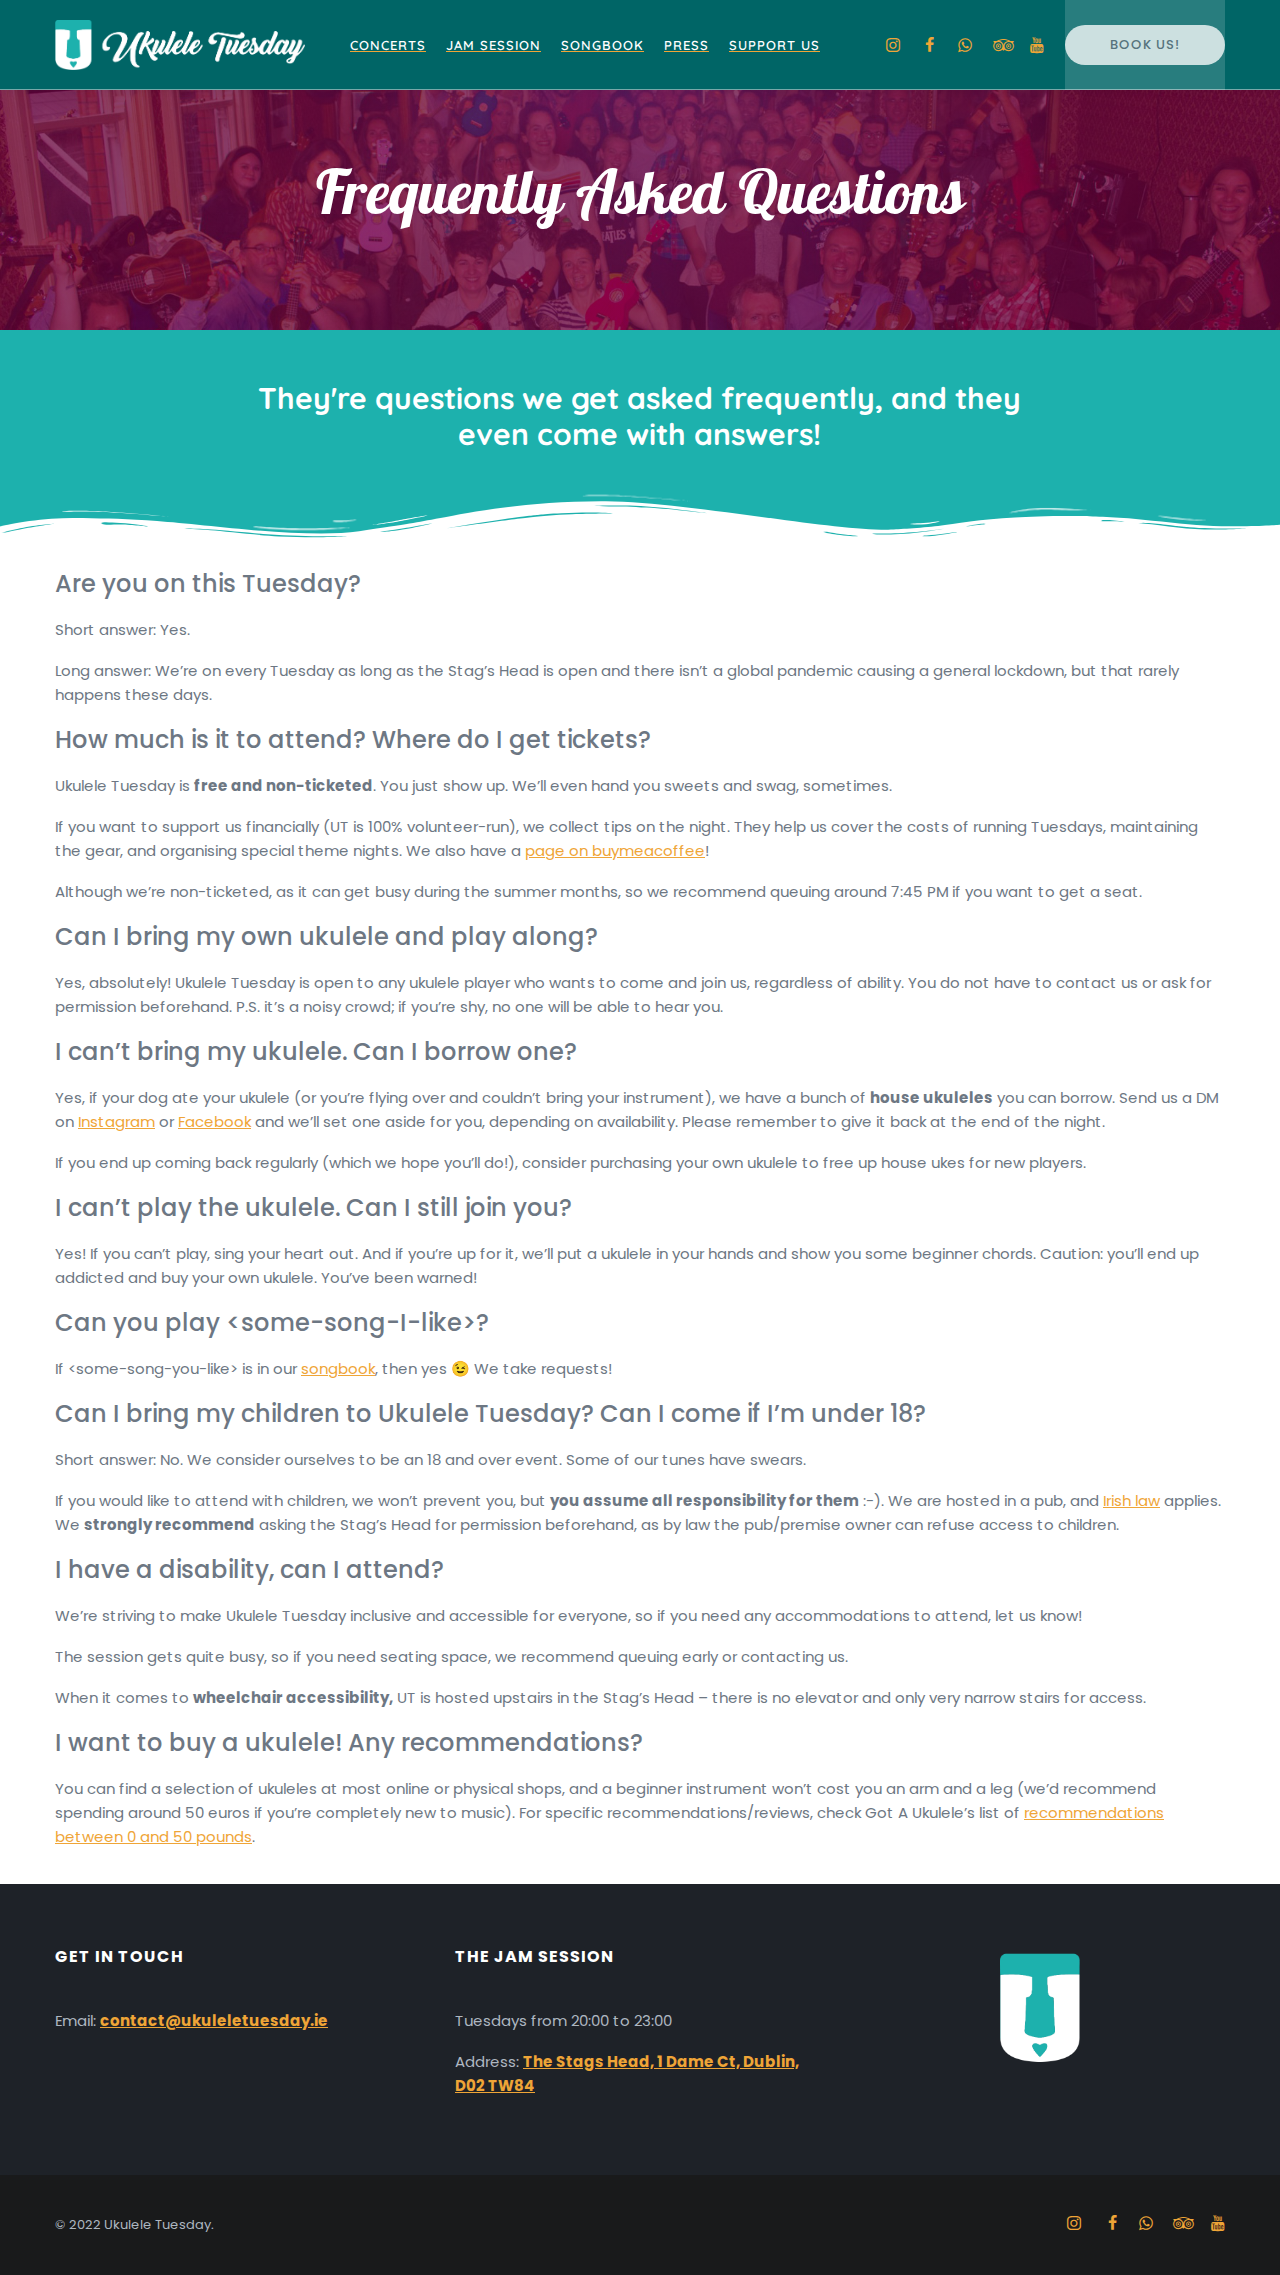 Ukulele Tuesday CONCERTS JAM SESSION SONGBOOK PRESS SUPPORT US BOOK US!
Frequently Asked Questions
They're questions we get asked frequently, and they
even come with answers!
Are you on this Tuesday?
Short answer: Yes.
Long answer: We’re on every Tuesday as long as the Stag’s Head is open and there isn’t a global pandemic causing a general lockdown, but that rarely
happens these days.
How much is it to attend? Where do I get tickets?
Ukulele Tuesday is free and non-ticketed. You just show up. We’ll even hand you sweets and swag, sometimes.
If you want to support us financially (UT is 100% volunteer-run), we collect tips on the night. They help us cover the costs of running Tuesdays, maintaining
the gear, and organising special theme nights. We also have a page on buymeacoffee!
Although we’re non-ticketed, as it can get busy during the summer months, so we recommend queuing around 7:45 PM if you want to get a seat.
Can I bring my own ukulele and play along?
Yes, absolutely! Ukulele Tuesday is open to any ukulele player who wants to come and join us, regardless of ability. You do not have to contact us or ask for
permission beforehand. P.S. it’s a noisy crowd; if you’re shy, no one will be able to hear you.
I can’t bring my ukulele. Can I borrow one?
Yes, if your dog ate your ukulele (or you’re flying over and couldn’t bring your instrument), we have a bunch of house ukuleles you can borrow. Send us a DM
on Instagram or Facebook and we’ll set one aside for you, depending on availability. Please remember to give it back at the end of the night.
If you end up coming back regularly (which we hope you’ll do!), consider purchasing your own ukulele to free up house ukes for new players.
I can’t play the ukulele. Can I still join you?
Yes! If you can’t play, sing your heart out. And if you’re up for it, we’ll put a ukulele in your hands and show you some beginner chords. Caution: you’ll end up
addicted and buy your own ukulele. You’ve been warned!
Can you play <some-song-I-like>?
If <some-song-you-like> is in our songbook, then yes 😉 We take requests!
Can I bring my children to Ukulele Tuesday? Can I come if I’m under 18?
Short answer: No. We consider ourselves to be an 18 and over event. Some of our tunes have swears.
If you would like to attend with children, we won’t prevent you, but you assume all responsibility for them :-). We are hosted in a pub, and Irish law applies.
We strongly recommend asking the Stag’s Head for permission beforehand, as by law the pub/premise owner can refuse access to children.
I have a disability, can I attend?
We’re striving to make Ukulele Tuesday inclusive and accessible for everyone, so if you need any accommodations to attend, let us know!
The session gets quite busy, so if you need seating space, we recommend queuing early or contacting us.
When it comes to wheelchair accessibility, UT is hosted upstairs in the Stag’s Head – there is no elevator and only very narrow stairs for access.
I want to buy a ukulele! Any recommendations?
You can find a selection of ukuleles at most online or physical shops, and a beginner instrument won’t cost you an arm and a leg (we’d recommend
spending around 50 euros if you’re completely new to music). For specific recommendations/reviews, check Got A Ukulele’s list of recommendations
between 0 and 50 pounds.
GET IN TOUCH
Email: contact@ukuleletuesday.ie
THE JAM SESSION
Tuesdays from 20:00 to 23:00
Address: The Stags Head, 1 Dame Ct, Dublin,
D02 TW84
© 2022 Ukulele Tuesday.